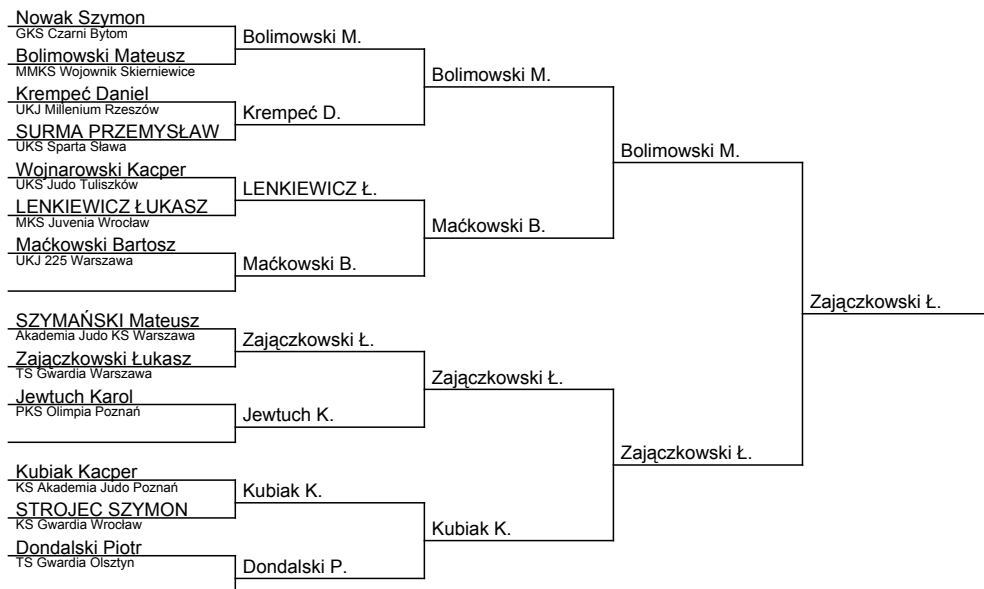 Nowak Szymon
GKS Czarni Bytom
Bolimowski Mateusz
MMKS Wojownik Skierniewice
Krempeć Daniel
UKJ Millenium Rzeszów
SURMA PRZEMYSŁAW
UKS Sparta Sława
Wojnarowski Kacper
UKS Judo Tuliszków
LENKIEWICZ ŁUKASZ
MKS Juvenia Wrocław
Maćkowski Bartosz
UKJ 225 Warszawa
SZYMAŃSKI Mateusz
Akademia Judo KS Warszawa
Zajączkowski Łukasz
TS Gwardia Warszawa
Jewtuch Karol
PKS Olimpia Poznań
Kubiak Kacper
KS Akademia Judo Poznań
STROJEC SZYMON
KS Gwardia Wrocław
Dondalski Piotr
TS Gwardia Olsztyn
Bolimowski M.
Krempeć D.
LENKIEWICZ Ł.
Maćkowski B.
Zajączkowski Ł.
Jewtuch K.
Kubiak K.
Dondalski P.
Bolimowski M.
Maćkowski B.
Zajączkowski Ł.
Kubiak K.
Bolimowski M.
Zajączkowski Ł.
Zajączkowski Ł.